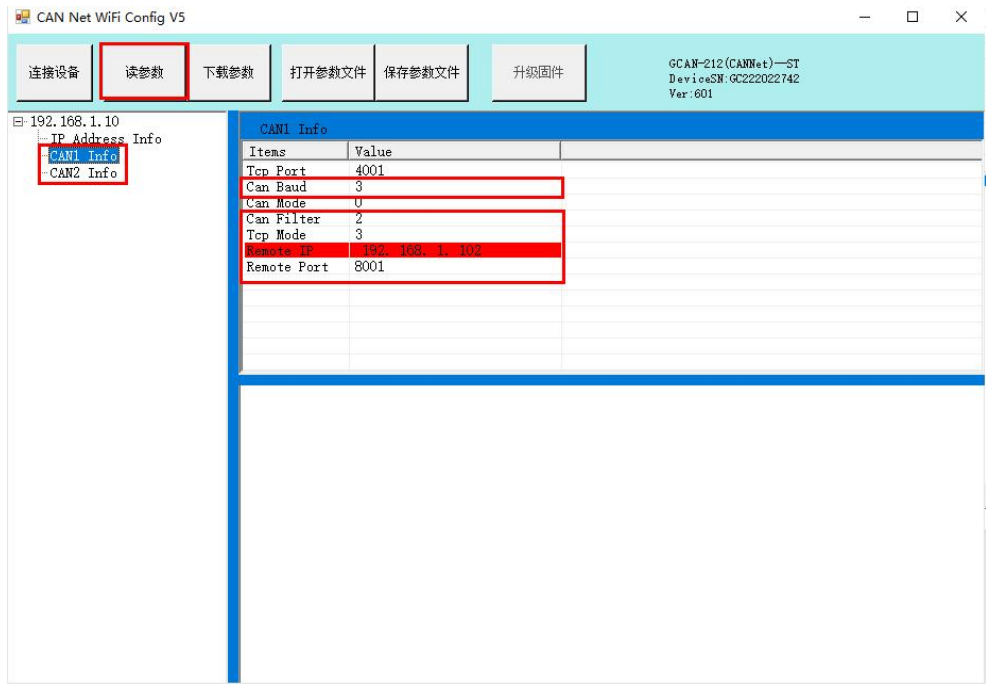 CAN Net WiFi Config V5
连接设备
读参数
下载参数
打开参数文件
保存参数文件
升级固件
GCAN-212(CANNet)—ST
DeviceSN:GC222022742
Ver:601
192.168.1.10
IP Address Info
CAN1 Info
CAN2 Info
CAN1 Info
Items Value
Tcp Port 4001
Can Baud 3
Can Mode 0
Can Filter 2
Tcp Mode 3
Remote IP 192. 168. 1. 102
Remote Port 8001